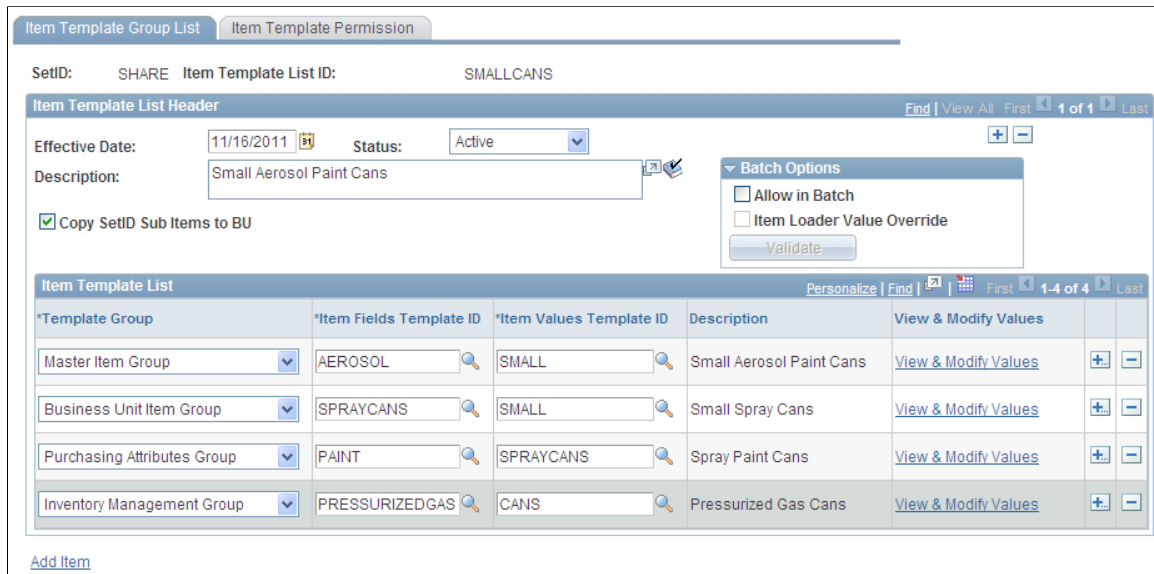 Item Template Group List Item Template Permission
SetID: SHARE Item Template List ID: SMALLCANS
Item Template List Header Find | View All First 1 of 1 Last
Effective Date: 11/16/2011 31 Status: Active
Description: Small Aerosol Paint Cans
Batch Options
Allow in Batch
Copy SetID Sub Items to BU
Item Loader Value Override
Validate
Item Template List Personalize | Find | | First 1-4 of 4 Last
*Template Group *Item Fields Template ID *Item Values Template ID Description View & Modify Values
Master Item Group AEROSOL SMALL Small Aerosol Paint Cans View & Modify Values
Business Unit Item Group SPRAYCANS SMALL Small Spray Cans View & Modify Values
Purchasing Attributes Group PAINT SPRAYCANS Spray Paint Cans View & Modify Values
Inventory Management Group PRESSURIZEDGAS CANS Pressurized Gas Cans View & Modify Values
Add Item